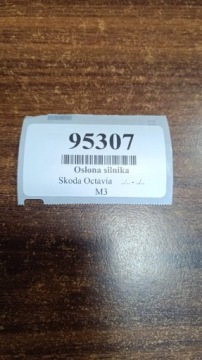 95307
Osłona silnika
Skoda Octavia
M3